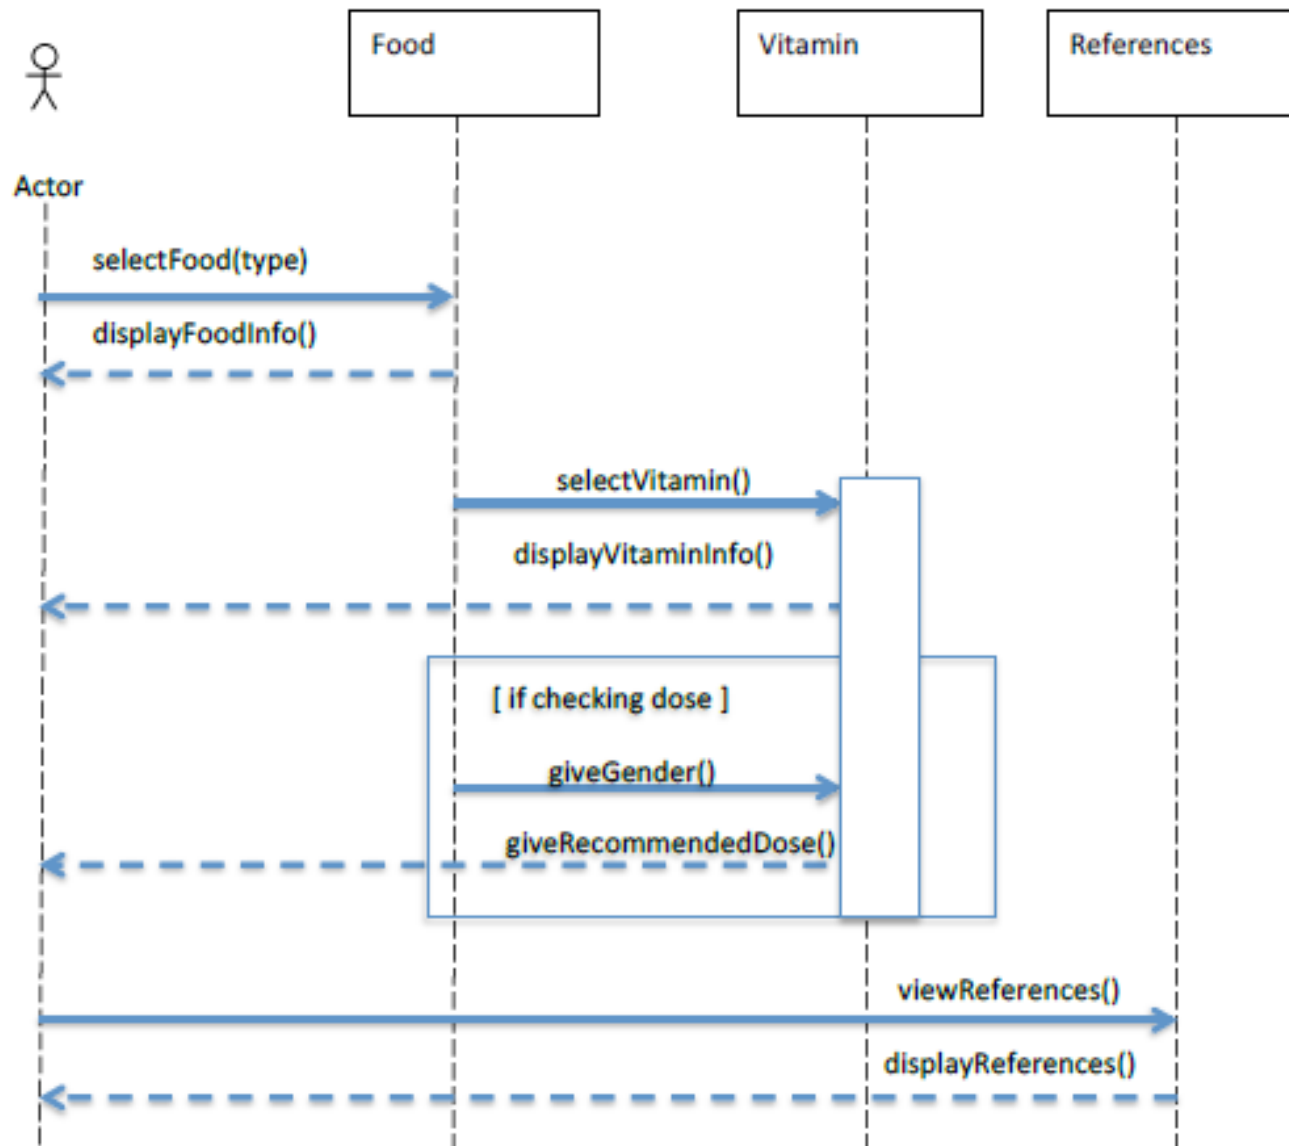 Food
Vitamin
References
Actor
selectFood(type)
displayFoodInfo()
selectVitamin()
displayVitaminInfo()
[ if checking dose ]
giveGender()
giveRecommendedDose()
viewReferences()
displayReferences()